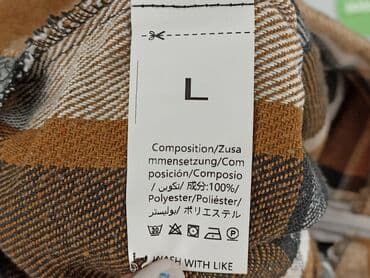 L
Composition/Zusa
mmensetzung/Com
posición/Composio
/ تكوين/ 成分:100%/
Polyester/Poliéster/
بوليستر/ ポリエステル
WASH WITH LIKE